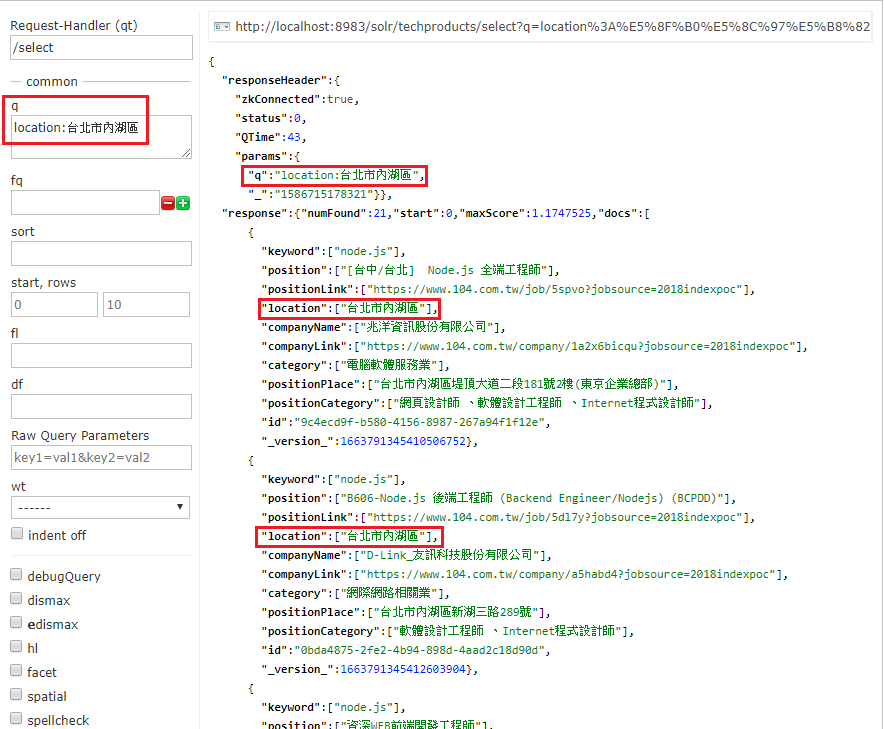 Request-Handler (qt)
/select
common
q
location:台北市內湖區
fq
sort
start, rows
0
10
fl
df
Raw Query Parameters
key1=val1&key2=val2
wt
------
indent off
debugQuery
dismax
edismax
hl
facet
spatial
spellcheck
http://localhost:8983/solr/techproducts/select?q=location%3A%E5%8F%B0%E5%8C%97%E5%B8%82
{
"responseHeader":{
"zkConnected":true,
"status":0,
"QTime":43,
"params":{
"q":"location:台北市內湖區",
"_":"1586715178321"}},
"response":{"numFound":21,"start":0,"maxScore":1.1747525,"docs":[
{
"keyword":["node.js"],
"position":["[台中/台北] Node.js 全端工程師"],
"positionLink":["https://www.104.com.tw/job/5spvo?jobsource=2018indexpoc"],
"location":["台北市內湖區"],
"companyName":["兆洋資訊股份有限公司"],
"companyLink":["https://www.104.com.tw/company/1a2x6bicqu?jobsource=2018indexpoc"],
"category":["電腦軟體服務業"],
"positionPlace":["台北市內湖區堤頂大道二段181號2樓(東京企業總部)"],
"positionCategory":["網頁設計師 、軟體設計工程師 、Internet程式設計師"],
"id":"9c4ecd9f-b580-4156-8987-267a94f1f12e",
"_version_":1663791345410506752},
{
"keyword":["node.js"],
"position":["B606-Node.js 後端工程師 (Backend Engineer/Nodejs) (BCPDD)"],
"positionLink":["https://www.104.com.tw/job/5dl7y?jobsource=2018indexpoc"],
"location":["台北市內湖區"],
"companyName":["D-Link_友訊科技股份有限公司"],
"companyLink":["https://www.104.com.tw/company/a5habd4?jobsource=2018indexpoc"],
"category":["網際網路相關業"],
"positionPlace":["台北市內湖區新湖三路289號"],
"positionCategory":["軟體設計工程師 、Internet程式設計師"],
"id":"0bda4875-2fe2-4b94-898d-4aad2c18d90d",
"_version_":1663791345412603904},
{
"keyword":["node.js"],
"position":["資深WEB前端開發工程師"],